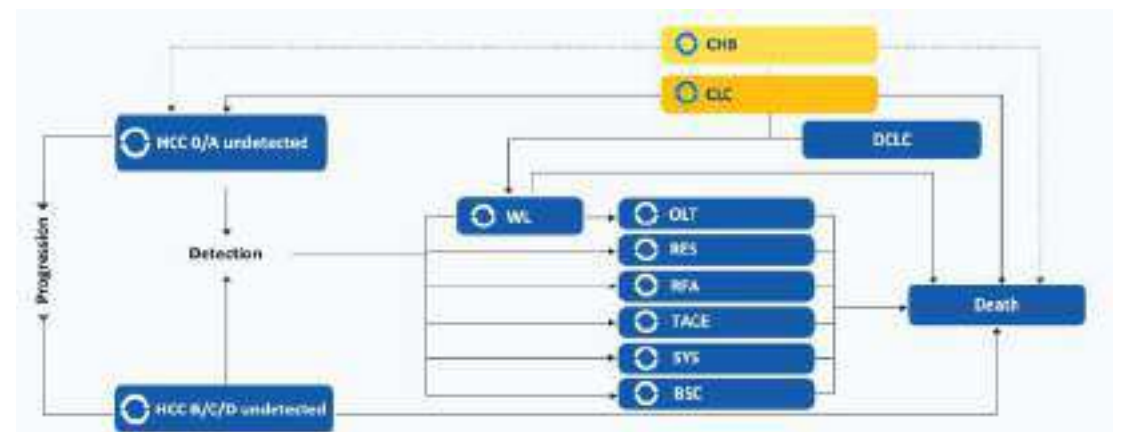 CHB
CLC
HCC 0/A undetected
DCLC
WL
OLT
RES
Detection
RFA
Progression
Death
TACE
SYS
BSC
HCC B/C/D undetected